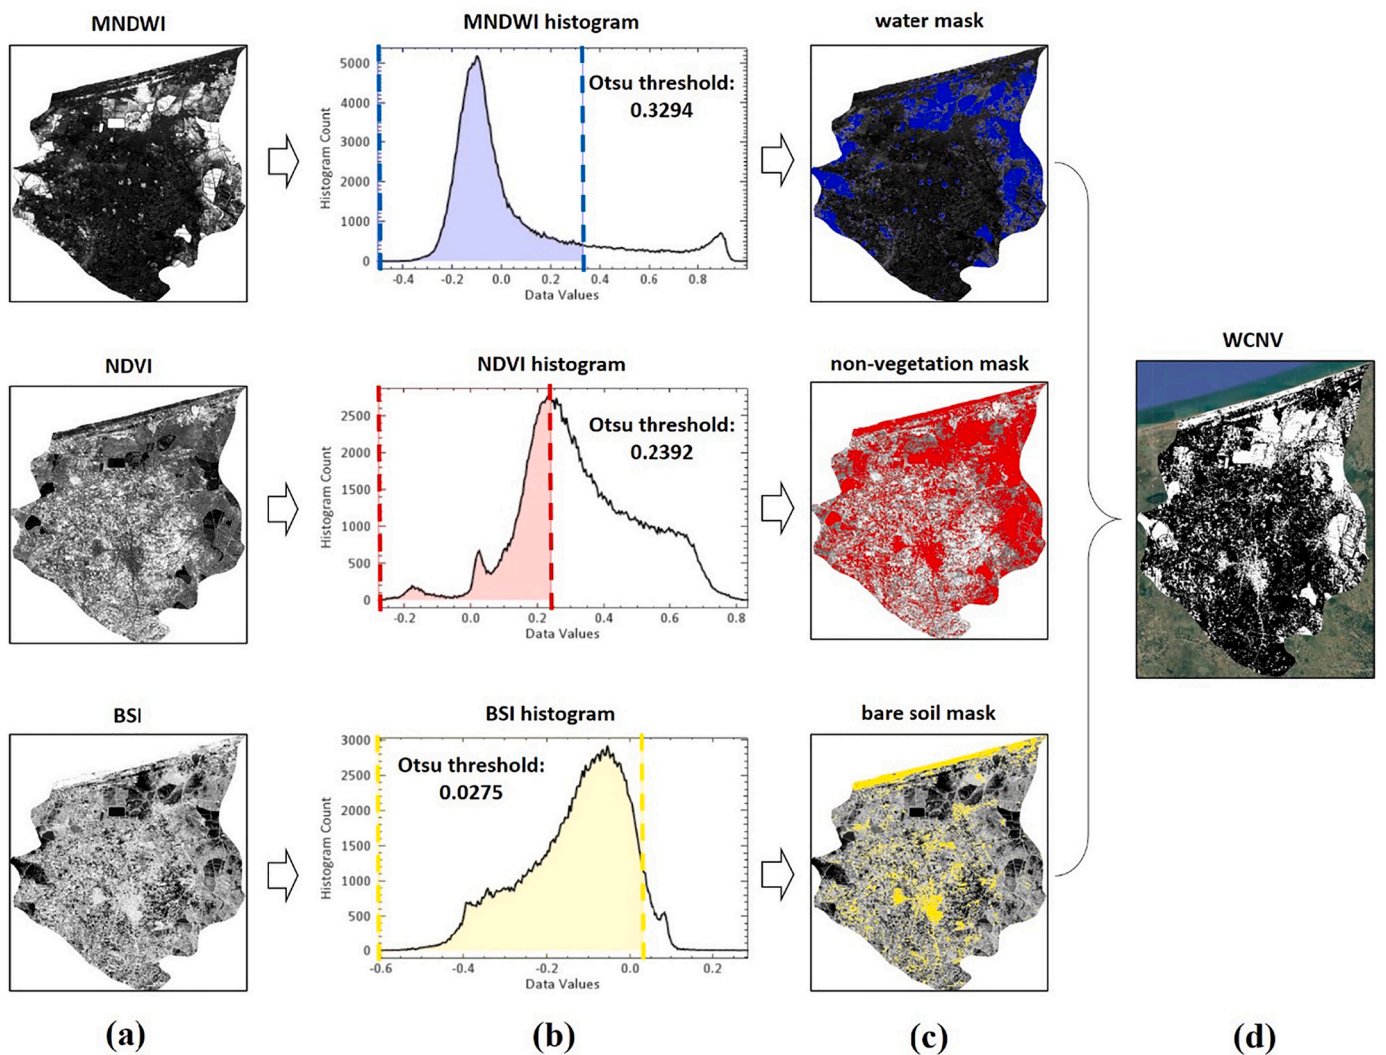 MNDWI
MNDWI histogram
water mask
Otsu threshold:
0.3294
Histogram Count
5000
4000
3000
2000
1000
0
-0.4 -0.2 0.0 0.2 0.4 0.6 0.8
Data Values
NDVI
NDVI histogram
non-vegetation mask
WCNV
Otsu threshold:
0.2392
Histogram Count
2500
2000
1500
1000
500
0
-0.2 0.0 0.2 0.4 0.6 0.8
Data Values
BSI
BSI histogram
bare soil mask
Otsu threshold:
0.0275
Histogram Count
3000
2500
2000
1500
1000
500
0
-0.6 -0.4 -0.2 0.0 0.2
Data Values
(a) (b) (c) (d)